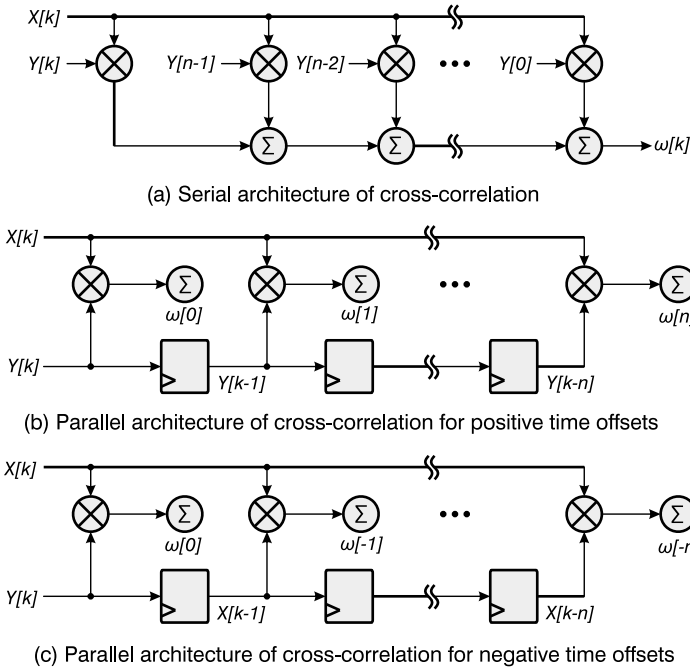 X[k]
Y[k] Y[n-1] Y[n-2] Y[0]
Σ Σ Σ ω[k]
(a) Serial architecture of cross-correlation
X[k]
Σ Σ Σ
ω[0] ω[1] ω[n]
Y[k] Y[k-1] Y[k-n]
(b) Parallel architecture of cross-correlation for positive time offsets
X[k]
Σ Σ Σ
ω[0] ω[-1] ω[-n
Y[k] X[k-1] X[k-n]
(c) Parallel architecture of cross-correlation for negative time offsets